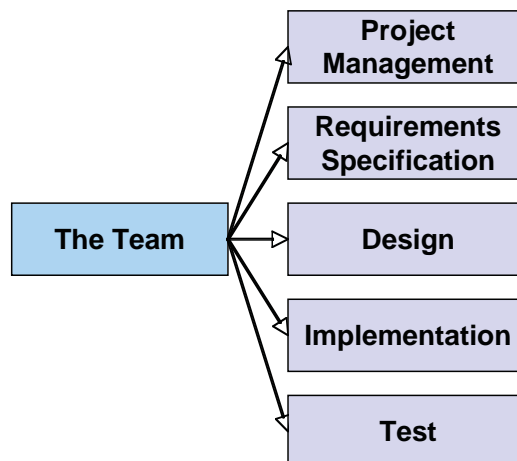 Project
Management
Requirements
Specification
The Team
Design
Implementation
Test